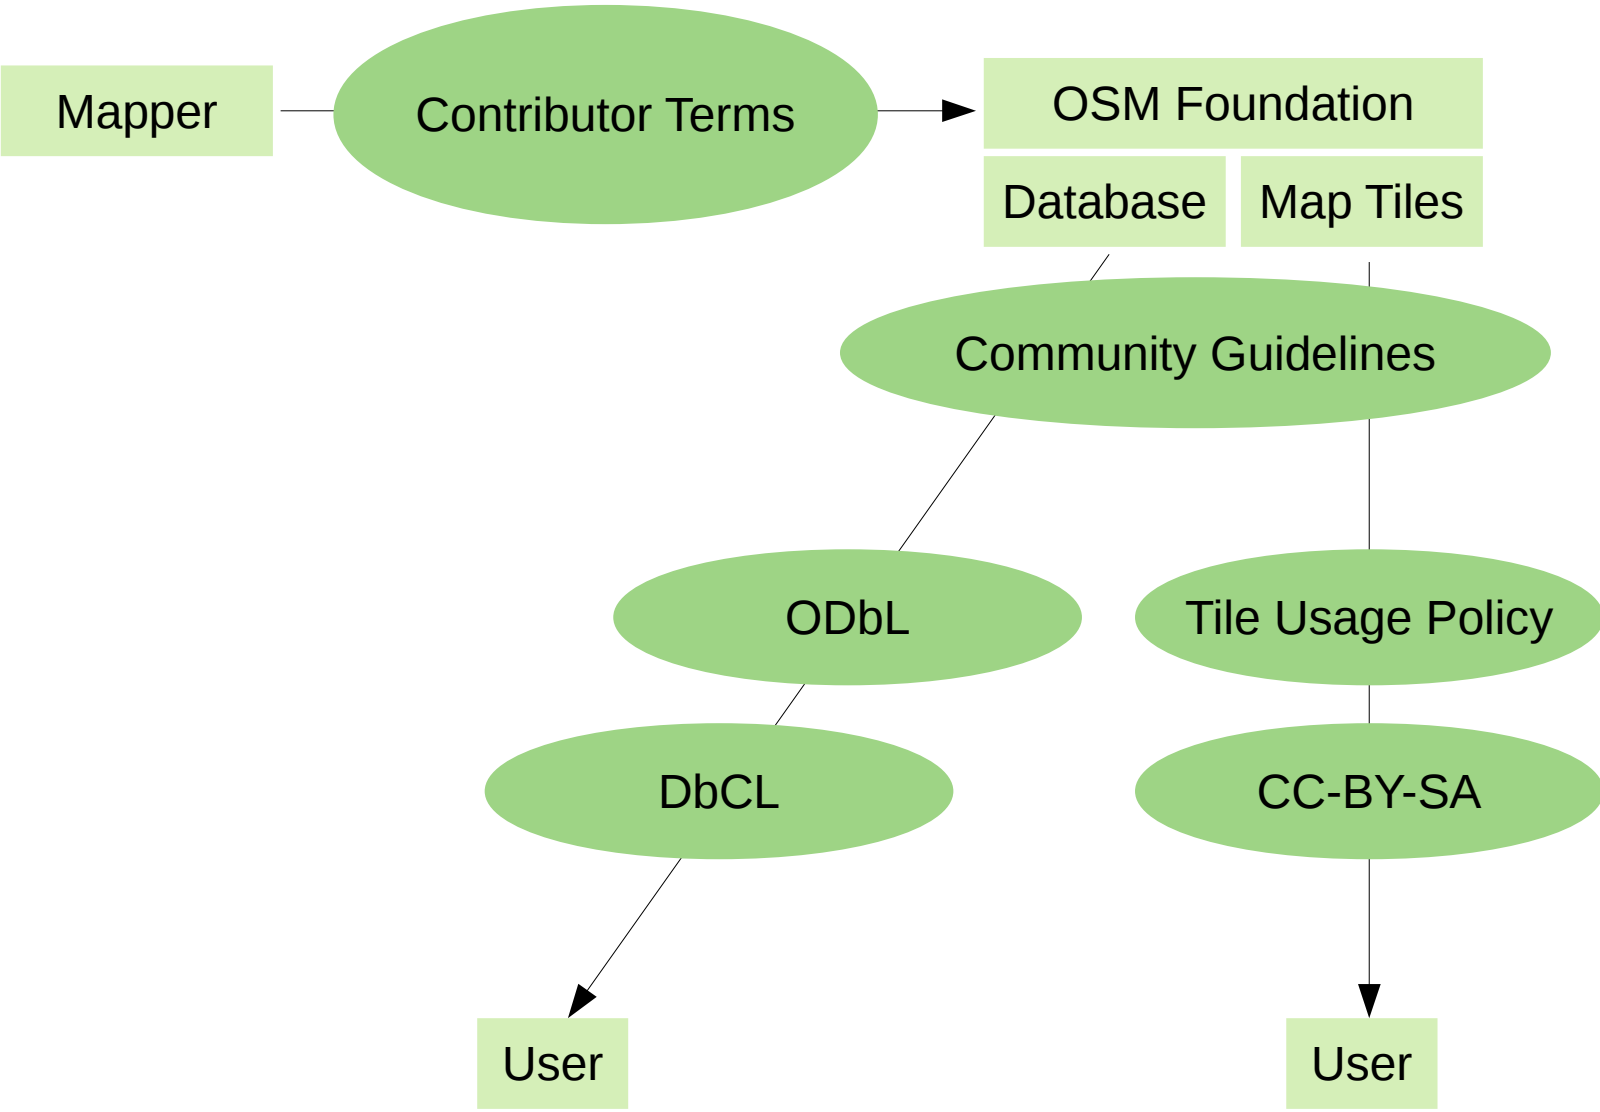 Mapper
Contributor Terms
OSM Foundation
Database
Map Tiles
Community Guidelines
ODbL
Tile Usage Policy
DbCL
CC-BY-SA
User
User